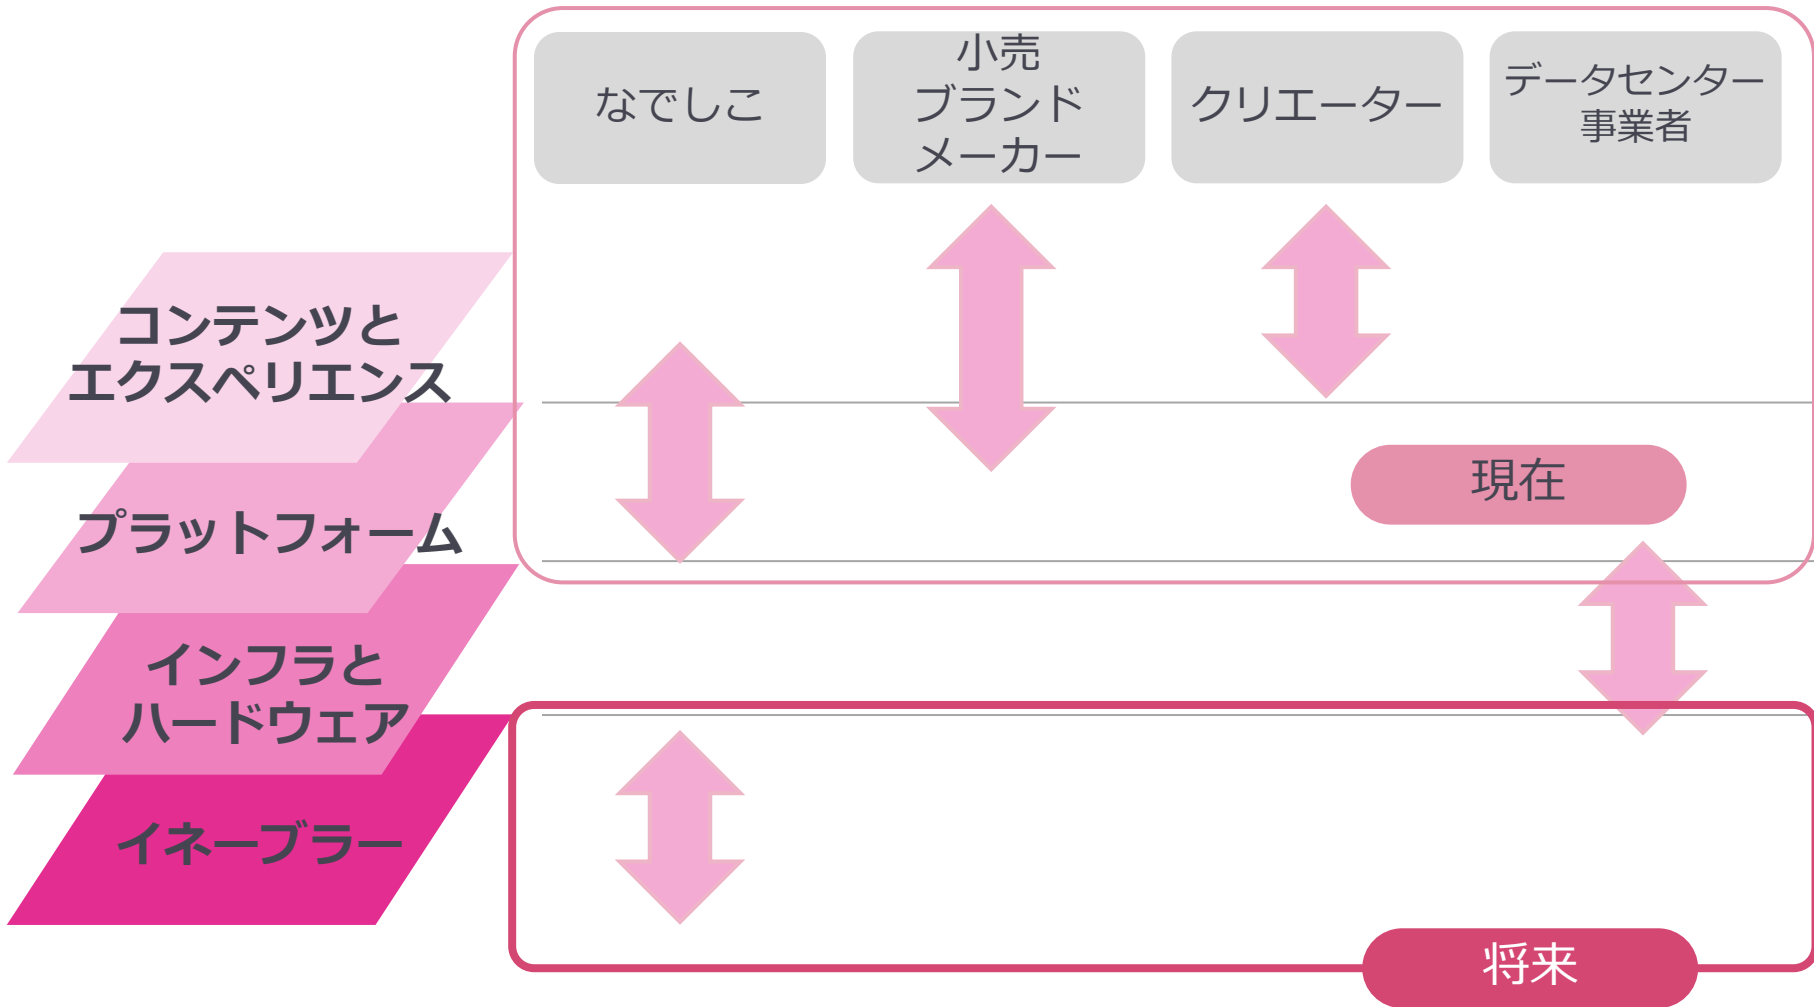 なでしこ
小売
ブランド
メーカー
クリエーター
データセンター
事業者
コンテンツと
エクスペリエンス
プラットフォーム
現在
インフラと
ハードウェア
イネーブラー
将来